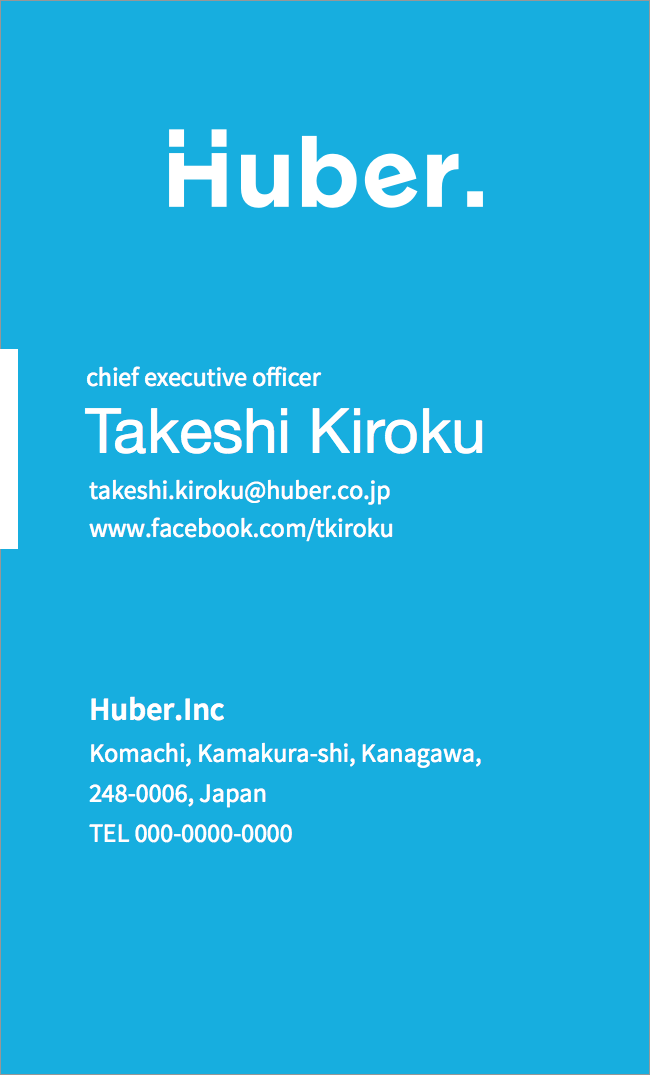 Huber.
chief executive officer
Takeshi Kiroku
takeshi.kiroku@huber.co.jp
www.facebook.com/tkiroku
Huber.Inc
Komachi, Kamakura-shi, Kanagawa,
248-0006, Japan
TEL 000-0000-0000